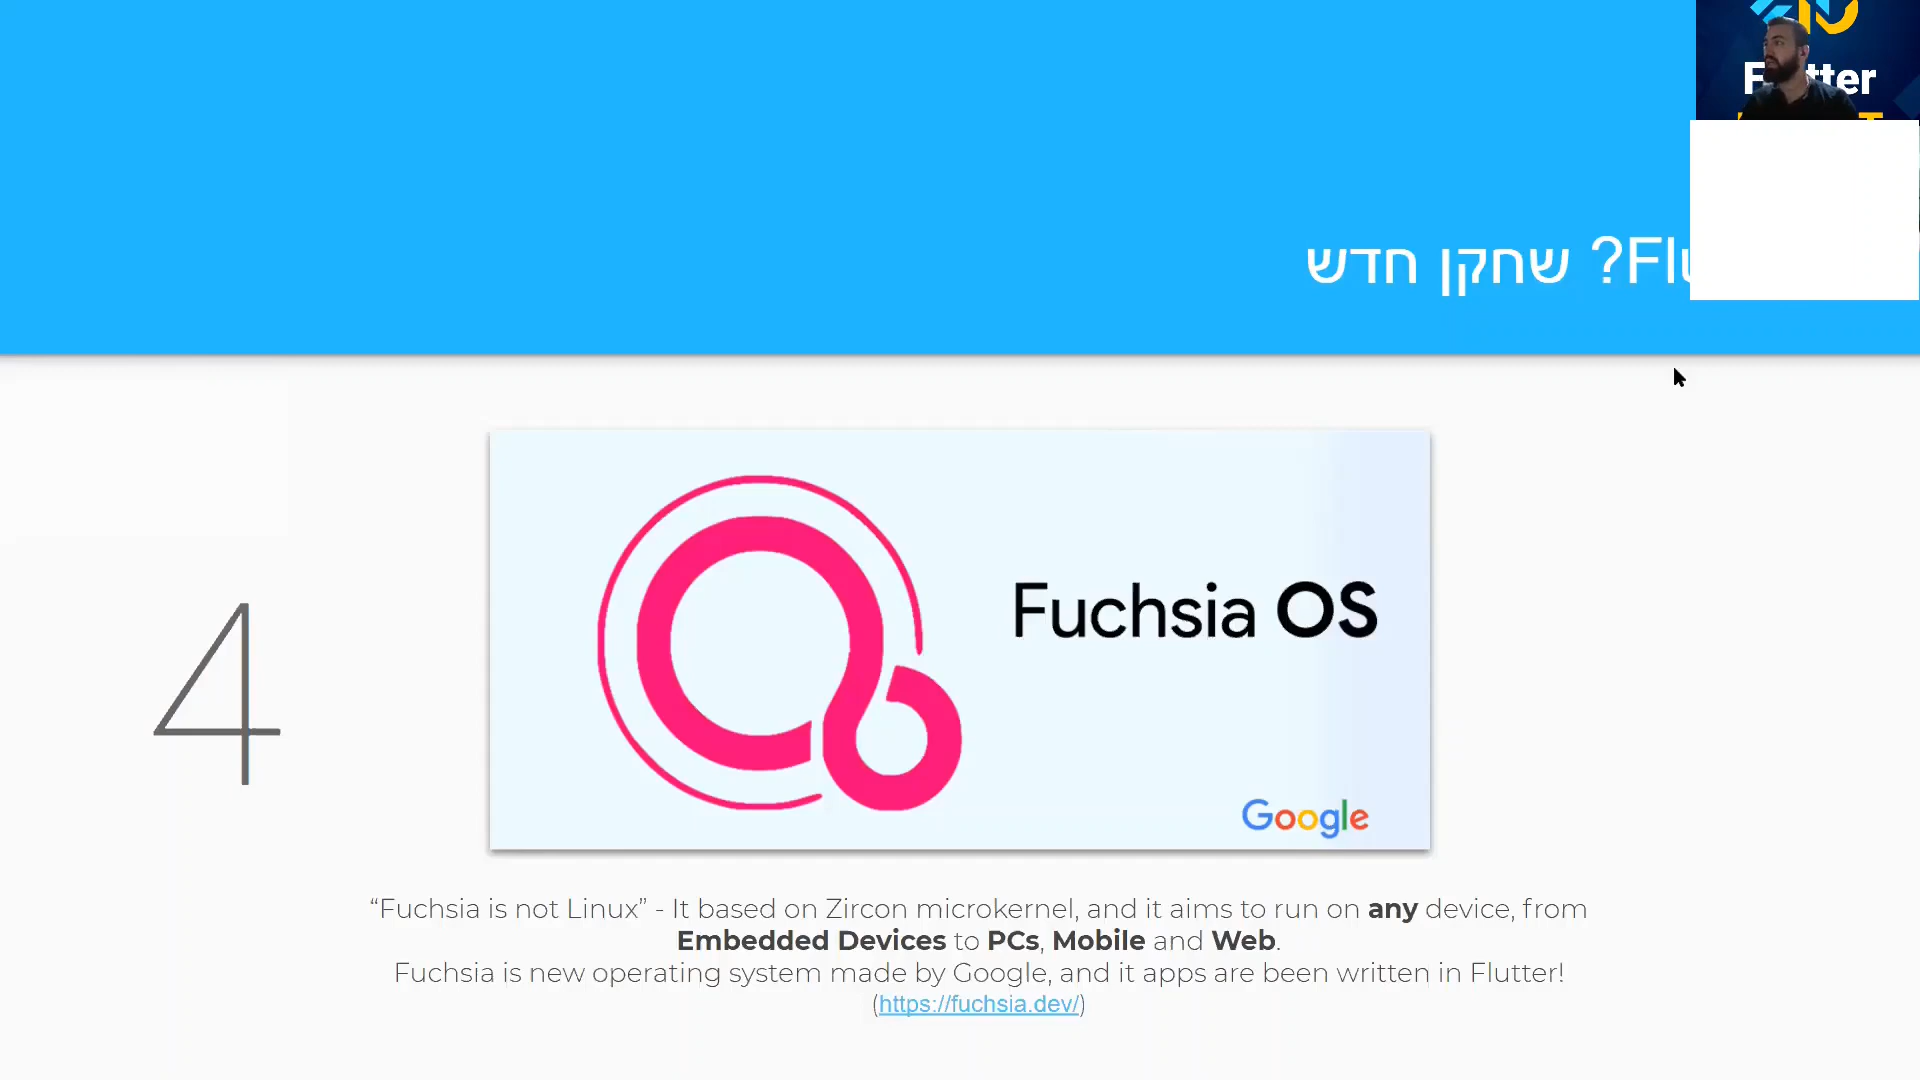 שחקן חדש ?Flu
4
Fuchsia OS
Google
“Fuchsia is not Linux” - It based on Zircon microkernel, and it aims to run on any device, from
Embedded Devices to PCs, Mobile and Web.
Fuchsia is new operating system made by Google, and it apps are been written in Flutter!
(https://fuchsia.dev/)